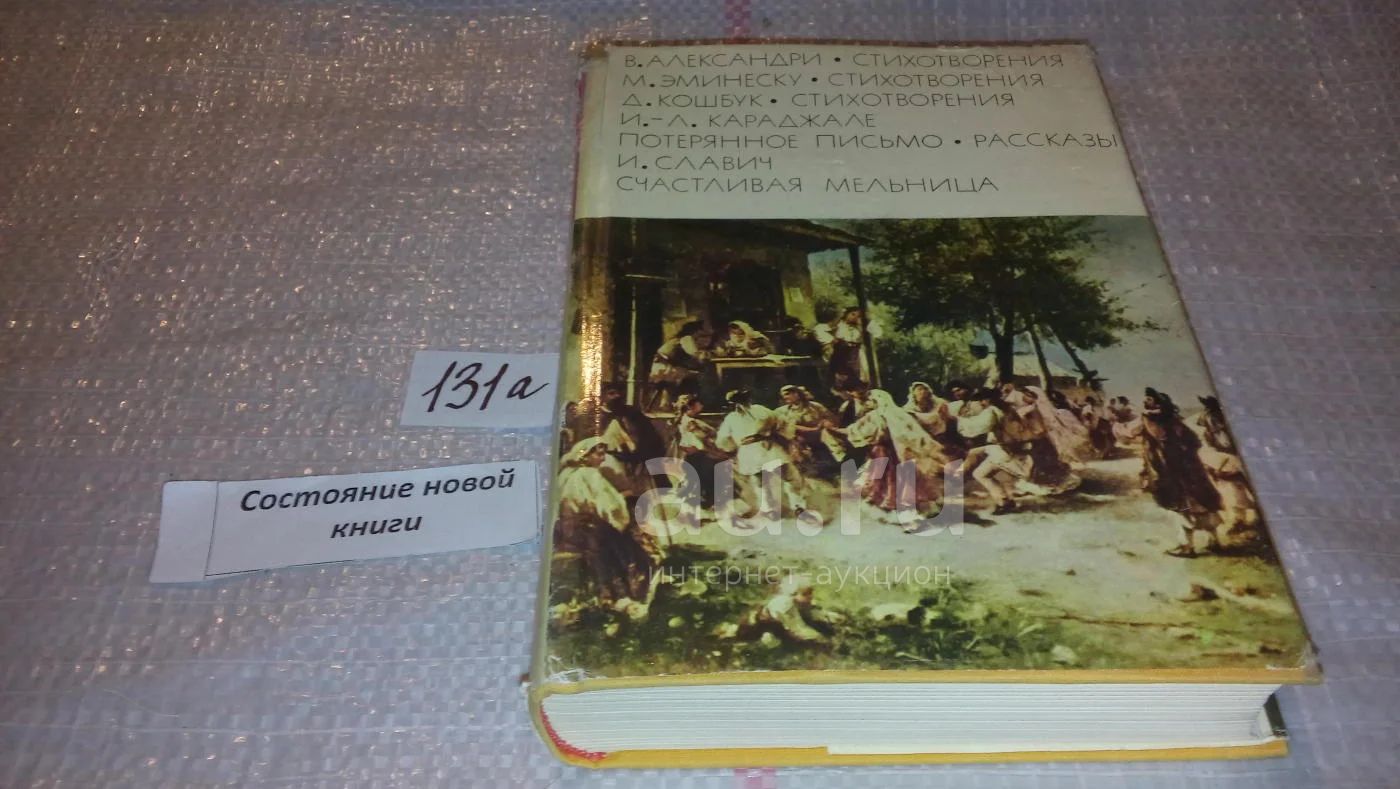 В. АЛЕКСАНДРИ • СТИХОТВОРЕНИЯ
М. ЭМИНЕСКУ • СТИХОТВОРЕНИЯ
Д. КОШБУК • СТИХОТВОРЕНИЯ
И.-Л. КАРАДЖАЛЕ
ПОТЕРЯННОЕ ПИСЬМО • РАССКАЗЫ
И. СЛАВИЧ
СЧАСТЛИВАЯ МЕЛЬНИЦА
131а
Состояние новой
книги
au.ru
интернет-аукцион